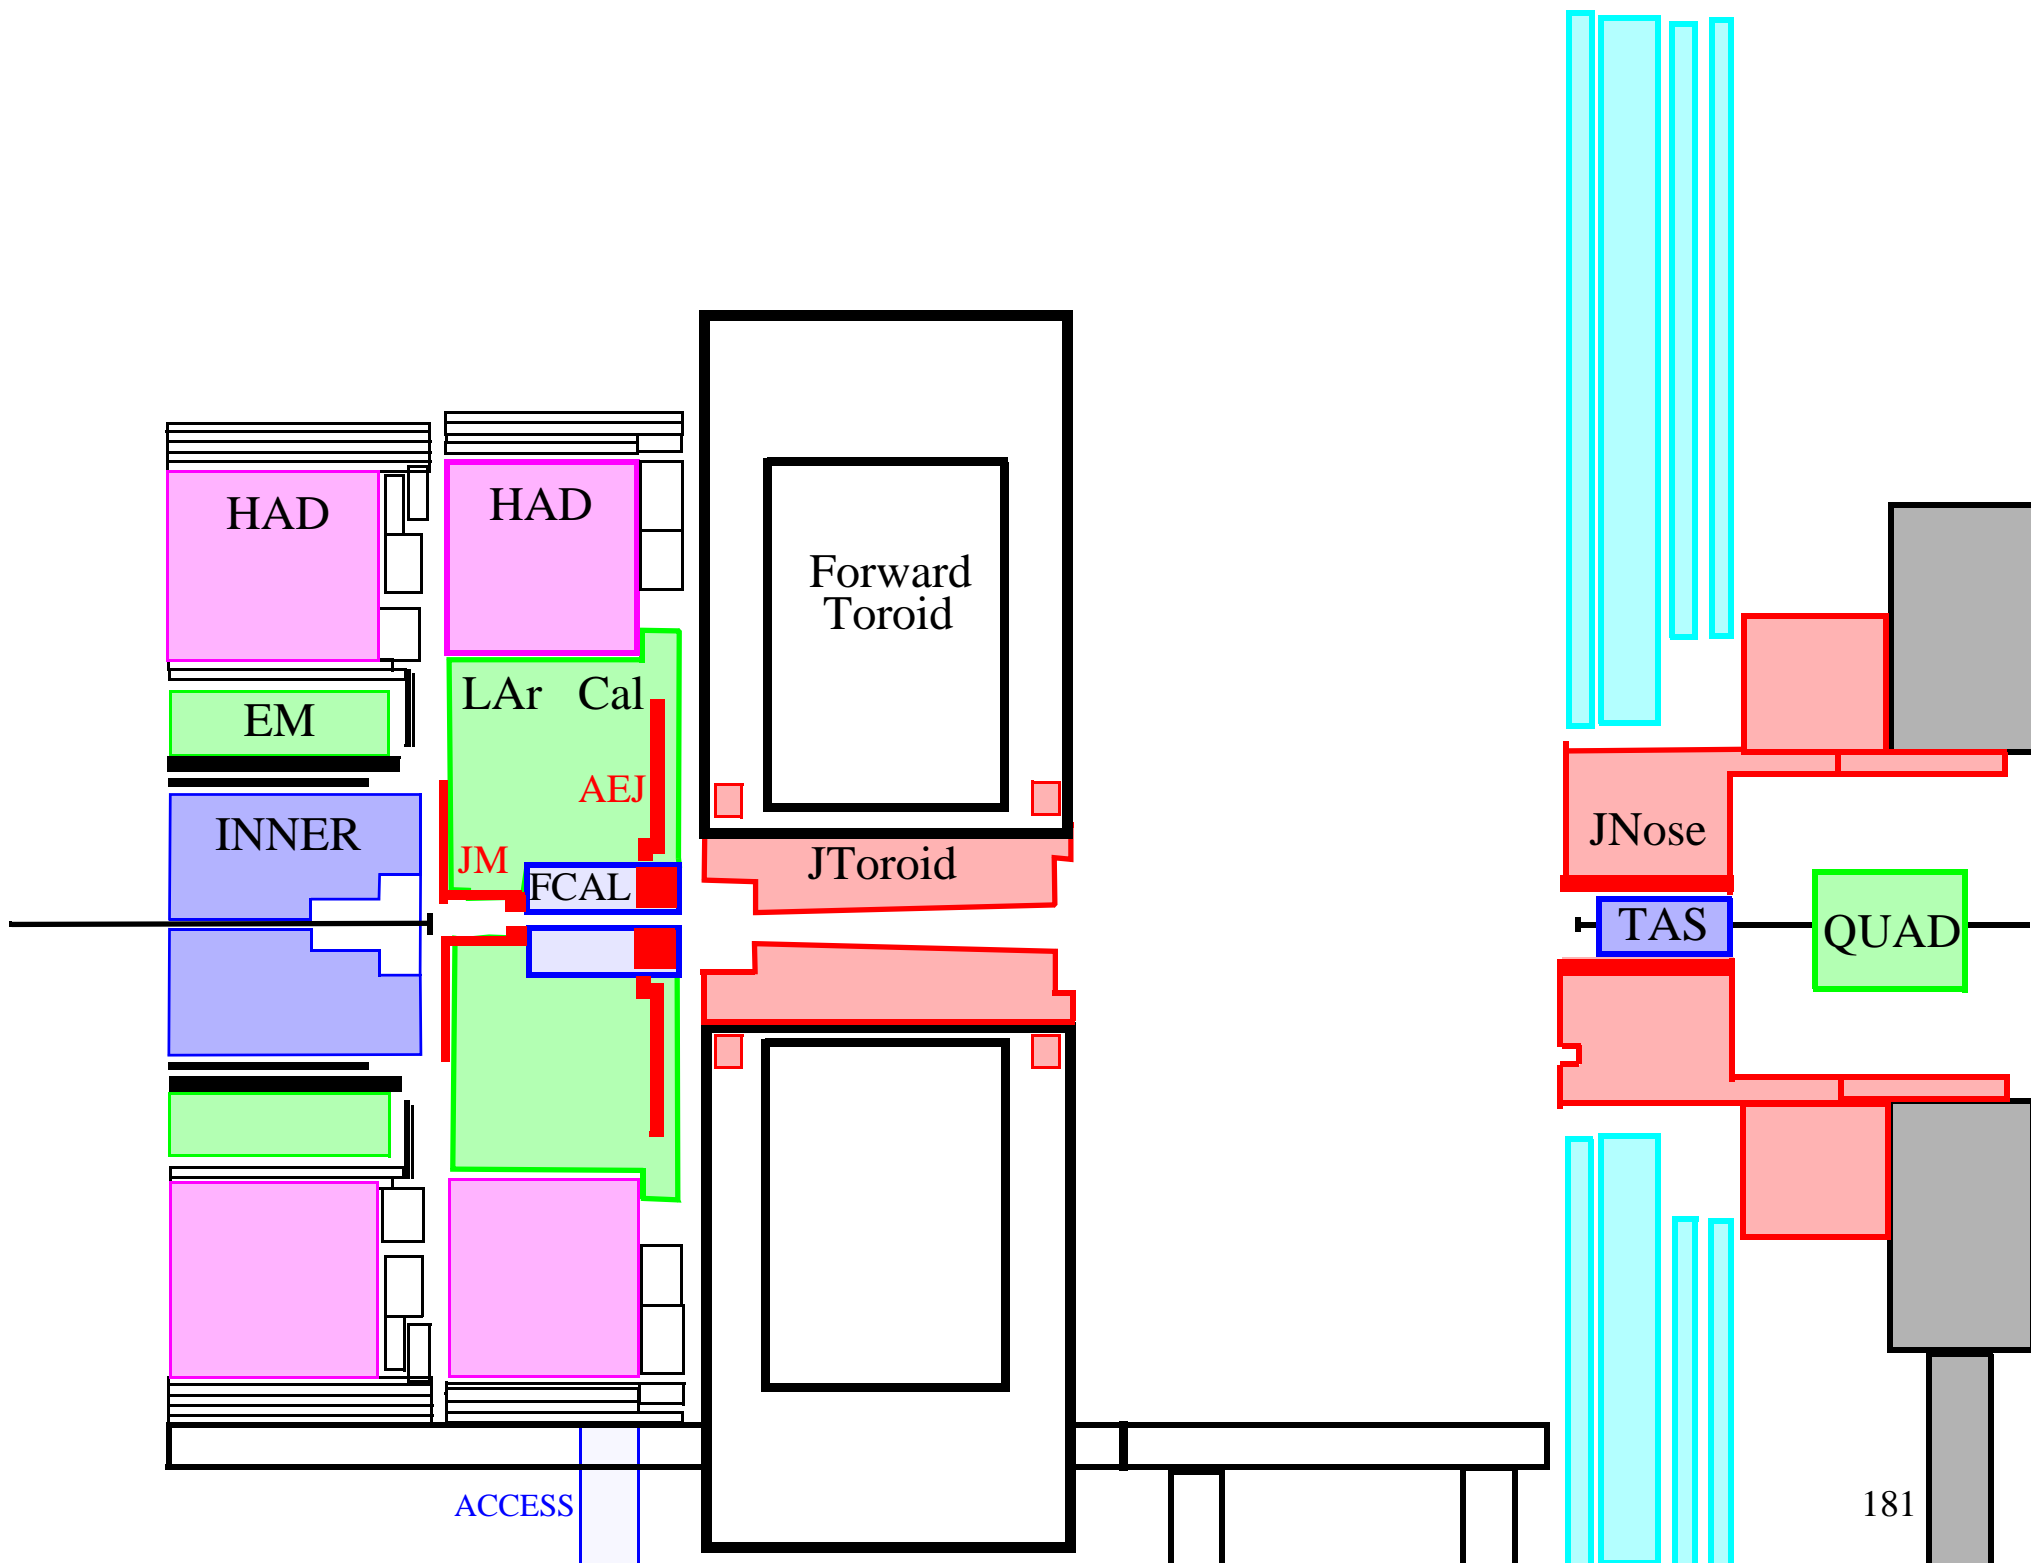 HAD
HAD
Forward
Toroid
LAr Cal
EM
AEJ
INNER
JM
FCAL
JToroid
JNose
TAS
QUAD
ACCESS
181